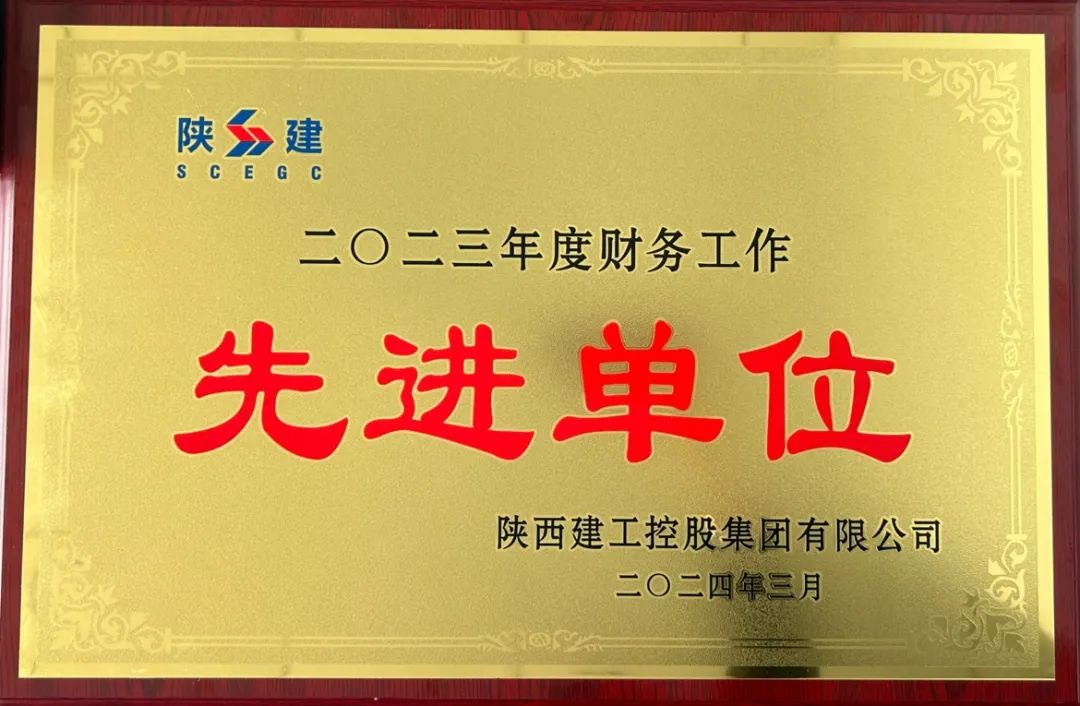 陕建
SCEGC
二〇二三年度财务工作
先进单位
陕西建工控股集团有限公司
二〇二四年三月